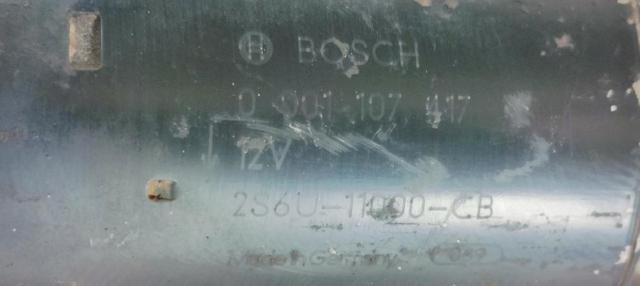 BOSCH
0 001 107 417
12V
2S6U-11000-CB
Made in Germany